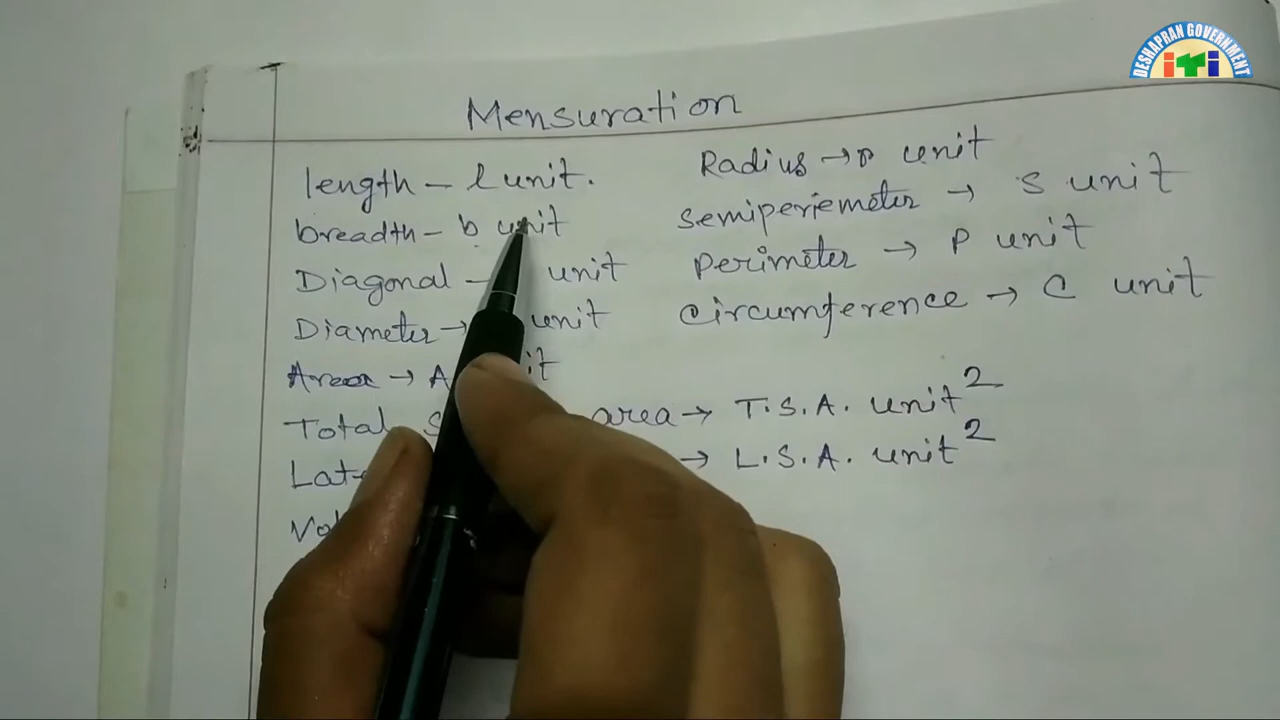 DESHAPRAN GOVERNMENT
iTi
Mensuration
length – l unit.
breadth – b unit
Diagonal – unit
Diameter → unit
Area → A
Total area → T.S.A. unit²
→ L.S.A. unit²
Radius → r unit
Semiperiemeter → S unit
Perimeter → P unit
Circumference → C unit